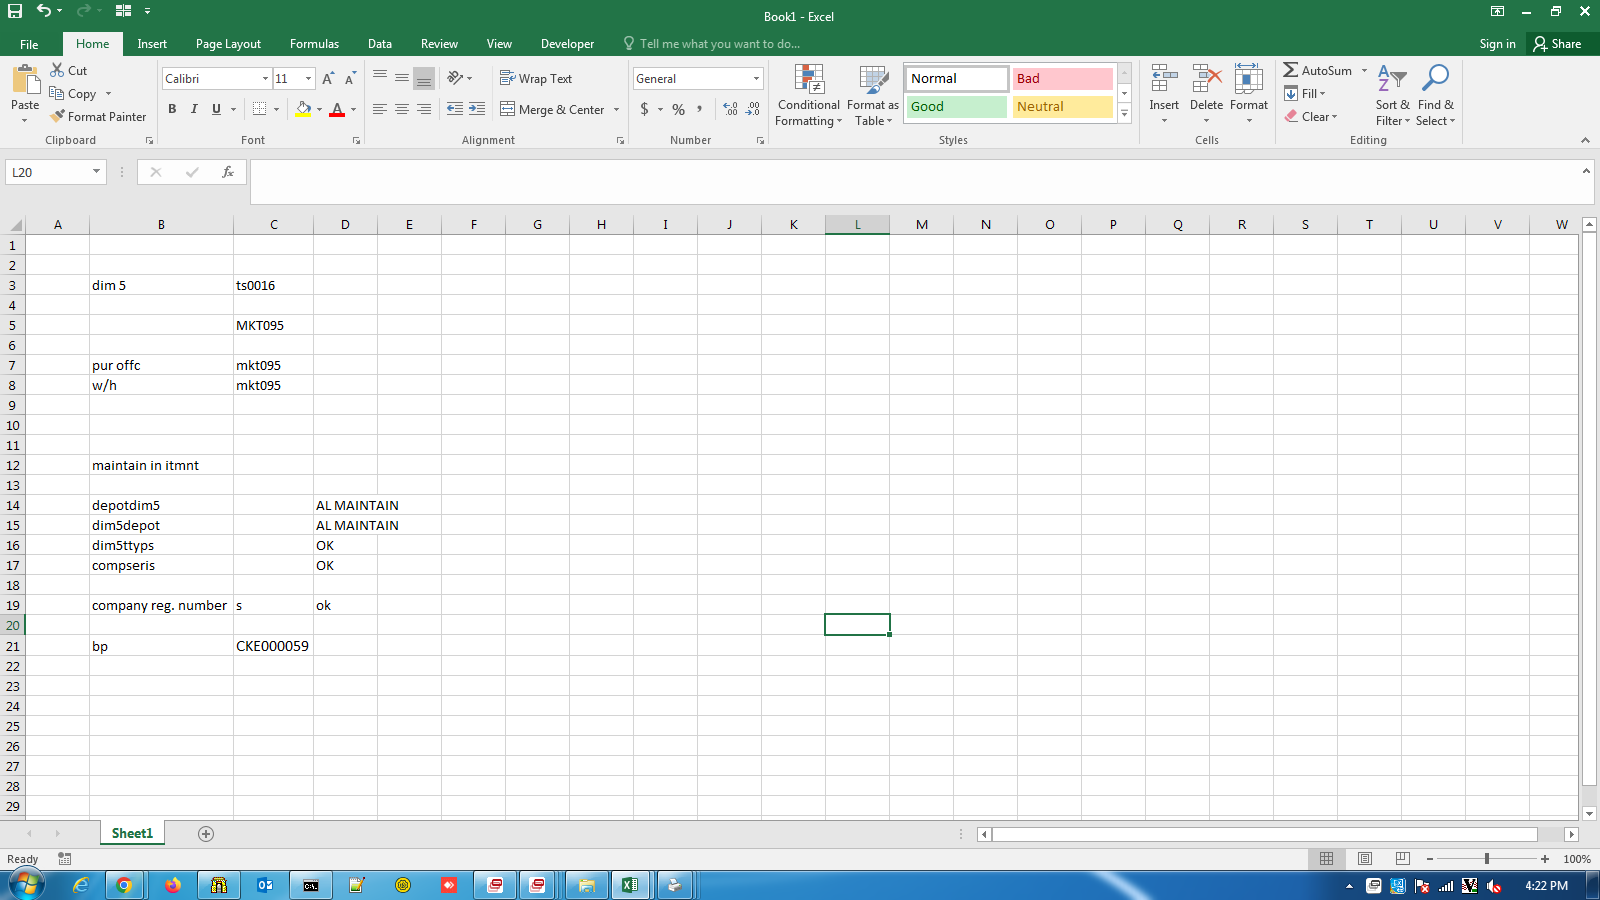 Book1 - Excel
File Home Insert Page Layout Formulas Data Review View Developer Tell me what you want to do... Sign in Share
Paste
Cut
Copy
Format Painter
Clipboard
Calibri 11
B I U
Font
Wrap Text
Merge & Center
Alignment
General
$ % ,
Number
Conditional Formatting
Format as Table
Normal Bad
Good Neutral
Styles
Insert Delete Format
Cells
AutoSum
Fill
Clear
Sort & Filter
Find & Select
Editing
L20 fx
A B C D E F G H I J K L M N O P Q R S T U V W
1
2
3 dim 5 ts0016
4
5 MKT095
6
7 pur offc mkt095
8 w/h mkt095
9
10
11
12 maintain in itmnt
13
14 depotdim5 AL MAINTAIN
15 dim5depot AL MAINTAIN
16 dim5ttyps OK
17 compseris OK
18
19 company reg. number s ok
20
21 bp CKE000059
22
23
24
25
26
27
28
29
Sheet1
Ready 100%
4:22 PM